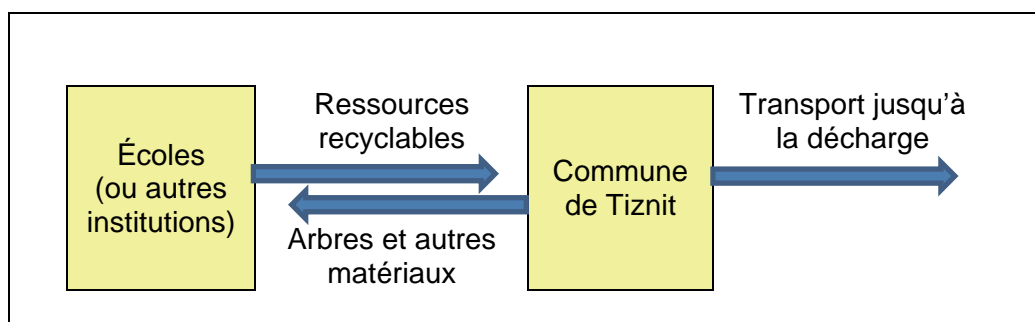 Écoles
(ou autres
institutions)
Ressources
recyclables
Arbres et autres
matériaux
Commune
de Tiznit
Transport jusqu'à
la décharge